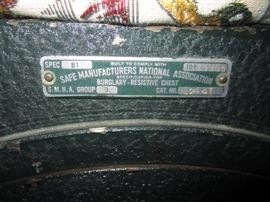 SPEC B1 BUILT TO COMPLY WITH
SAFE MANUFACTURERS NATIONAL ASSOCIATION
SPECIFICATION FOR
BURGLARY-RESISTIVE CHEST
S.M.N.A. GROUP CAT. NO.